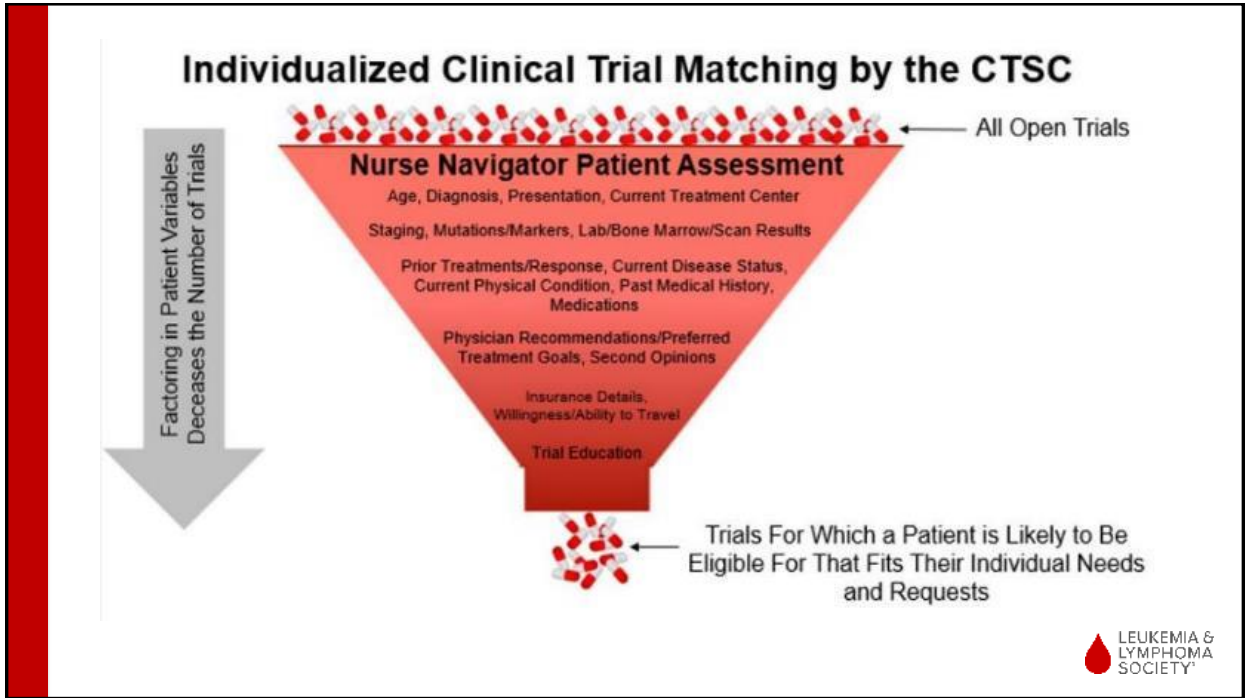 Individualized Clinical Trial Matching by the CTSC
All Open Trials
Factoring in Patient Variables
Deceases the Number of Trials
Nurse Navigator Patient Assessment
Age, Diagnosis, Presentation, Current Treatment Center
Staging, Mutations/Markers, Lab/Bone Marrow/Scan Results
Prior Treatments/Response, Current Disease Status,
Current Physical Condition, Past Medical History,
Medications
Physician Recommendations/Preferred
Treatment Goals, Second Opinions
Insurance Details,
Willingness/Ability to Travel
Trial Education
Trials For Which a Patient is Likely to Be
Eligible For That Fits Their Individual Needs
and Requests
LEUKEMIA &
LYMPHOMA
SOCIETY